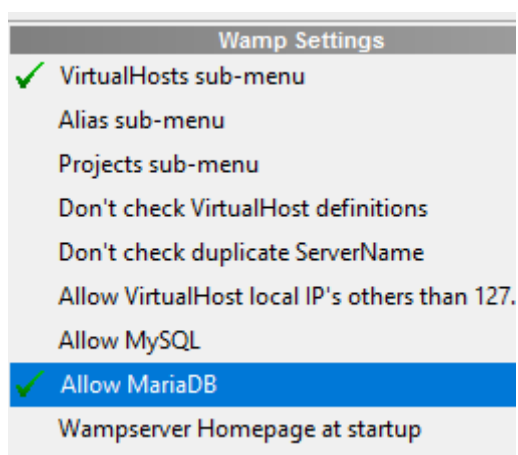 Wamp Settings
VirtualHosts sub-menu
Alias sub-menu
Projects sub-menu
Don't check VirtualHost definitions
Don't check duplicate ServerName
Allow VirtualHost local IP's others than 127.
Allow MySQL
Allow MariaDB
Wampserver Homepage at startup